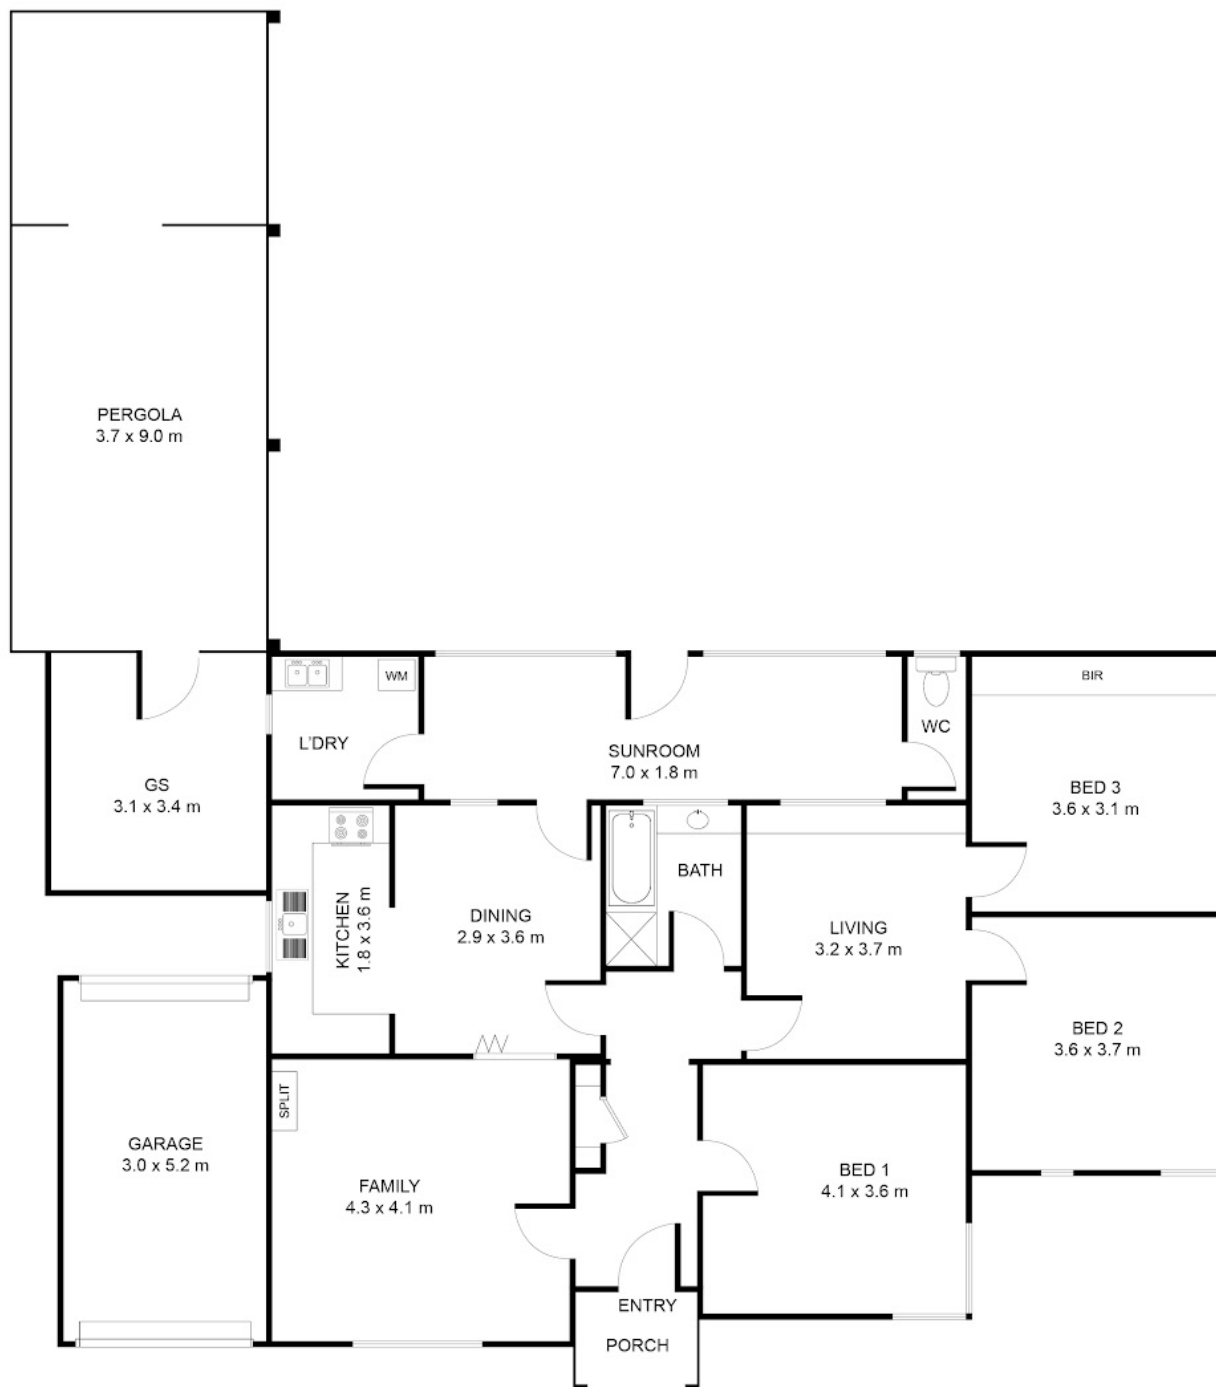 PERGOLA
3.7 x 9.0 m
WM
L'DRY
GS
3.1 x 3.4 m
SUNROOM
7.0 x 1.8 m
WC
BIR
BED 3
3.6 x 3.1 m
KITCHEN
1.8 x 3.6 m
DINING
2.9 x 3.6 m
BATH
LIVING
3.2 x 3.7 m
BED 2
3.6 x 3.7 m
SPLIT
GARAGE
3.0 x 5.2 m
FAMILY
4.3 x 4.1 m
BED 1
4.1 x 3.6 m
ENTRY
PORCH